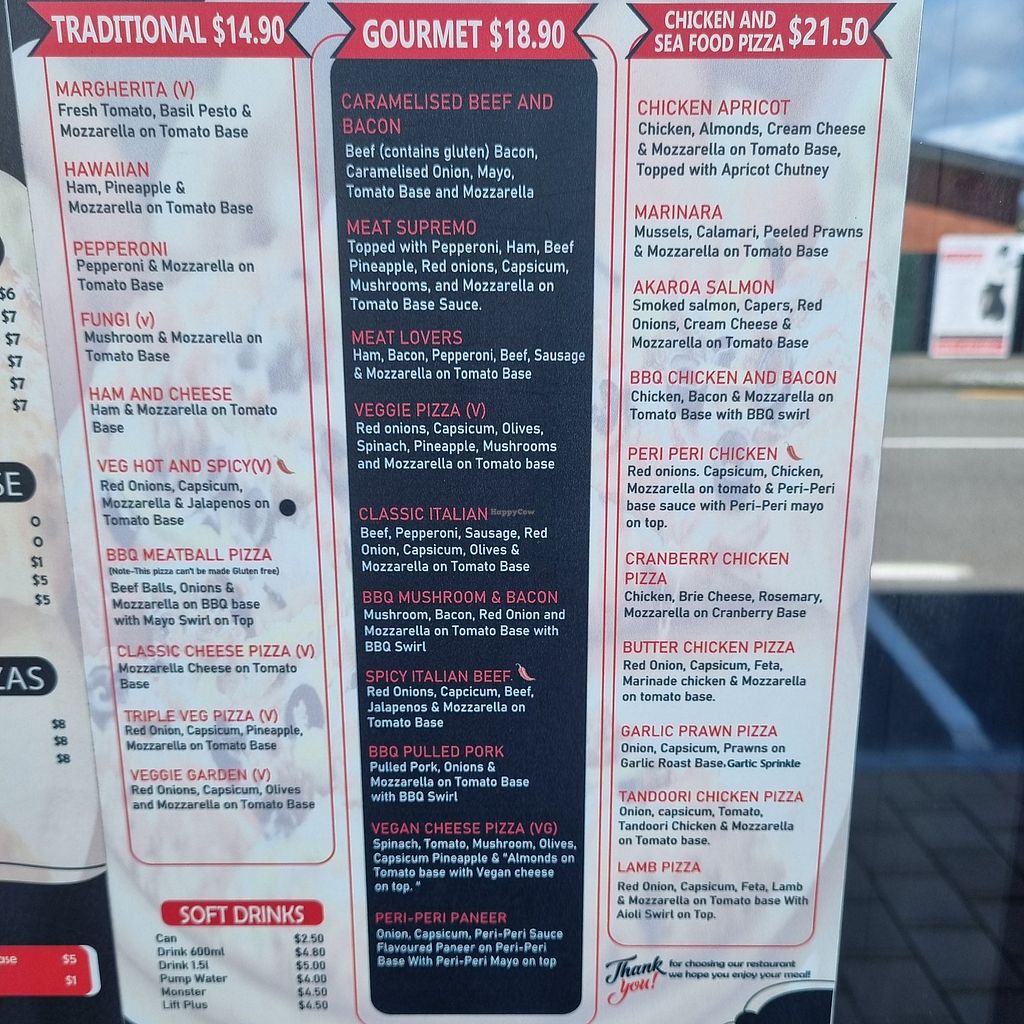 TRADITIONAL $14.90
MARGHERITA (V)
Fresh Tomato, Basil Pesto &
Mozzarella on Tomato Base
HAWAIIAN
Ham, Pineapple &
Mozzarella on Tomato Base
PEPPERONI
Pepperoni & Mozzarella on
Tomato Base
FUNGI (v)
Mushroom & Mozzarella on
Tomato Base
HAM AND CHEESE
Ham & Mozzarella on Tomato
Base
VEG HOT AND SPICY(V)
Red Onions, Capsicum,
Mozzarella & Jalapenos on
Tomato Base
BBQ MEATBALL PIZZA
(Note-This pizza can't be made Gluten free)
Beef Balls, Onions &
Mozzarella on BBQ base
with Mayo Swirl on Top
CLASSIC CHEESE PIZZA (V)
Mozzarella Cheese on Tomato
Base
TRIPLE VEG PIZZA (V)
Red Onion, Capsicum, Pineapple,
Mozzarella on Tomato Base
VEGGIE GARDEN (V)
Red Onions, Capsicum, Olives
and Mozzarella on Tomato Base
SOFT DRINKS
Can $2.50
Drink 600ml $4.80
Drink 1.5l $5.00
Pump Water $4.00
Monster $4.50
Lift Plus $4.50
GOURMET $18.90
CARAMELISED BEEF AND
BACON
Beef (contains gluten) Bacon,
Caramelised Onion, Mayo,
Tomato Base and Mozzarella
MEAT SUPREMO
Topped with Pepperoni, Ham, Beef
Pineapple, Red onions, Capsicum,
Mushrooms, and Mozzarella on
Tomato Base Sauce.
MEAT LOVERS
Ham, Bacon, Pepperoni, Beef, Sausage
& Mozzarella on Tomato Base
VEGGIE PIZZA (V)
Red onions, Capsicum, Olives,
Spinach, Pineapple, Mushrooms
and Mozzarella on Tomato base
CLASSIC ITALIAN
HappyCow
Beef, Pepperoni, Sausage, Red
Onion, Capsicum, Olives &
Mozzarella on Tomato Base
BBQ MUSHROOM & BACON
Mushroom, Bacon, Red Onion and
Mozzarella on Tomato Base with
BBQ Swirl
SPICY ITALIAN BEEF.
Red Onions, Capcicum, Beef,
Jalapenos & Mozzarella on
Tomato Base
BBQ PULLED PORK
Pulled Pork, Onions &
Mozzarella on Tomato Base
with BBQ Swirl
VEGAN CHEESE PIZZA (VG)
Spinach, Tomato, Mushroom, Olives,
Capsicum Pineapple & "Almonds on
Tomato base with Vegan cheese
on top. "
PERI-PERI PANEER
Onion, Capsicum, Peri-Peri Sauce
Flavoured Paneer on Peri-Peri
Base With Peri-Peri Mayo on top
CHICKEN AND
SEA FOOD PIZZA $21.50
CHICKEN APRICOT
Chicken, Almonds, Cream Cheese
& Mozzarella on Tomato Base,
Topped with Apricot Chutney
MARINARA
Mussels, Calamari, Peeled Prawns
& Mozzarella on Tomato Base
AKAROA SALMON
Smoked salmon, Capers, Red
Onions, Cream Cheese &
Mozzarella on Tomato Base
BBQ CHICKEN AND BACON
Chicken, Bacon & Mozzarella on
Tomato Base with BBQ swirl
PERI PERI CHICKEN
Red onions. Capsicum, Chicken,
Mozzarella on tomato & Peri-Peri
base sauce with Peri-Peri mayo
on top.
CRANBERRY CHICKEN
PIZZA
Chicken, Brie Cheese, Rosemary,
Mozzarella on Cranberry Base
BUTTER CHICKEN PIZZA
Red Onion, Capsicum, Feta,
Marinade chicken & Mozzarella
on tomato base.
GARLIC PRAWN PIZZA
Onion, Capsicum, Prawns on
Garlic Roast Base.Garlic Sprinkle
TANDOORI CHICKEN PIZZA
Onion, capsicum, Tomato,
Tandoori Chicken & Mozzarella
on Tomato base.
LAMB PIZZA
Red Onion, Capsicum, Feta, Lamb
& Mozzarella on Tomato base With
Aioli Swirl on Top.
Thank you!
for choosing our restaurant
we hope you enjoy your meal!
$6
$7
$7
$7
$7
$7
SE
O
O
$1
$5
$5
ZAS
$8
$8
$8
ase $5
$1